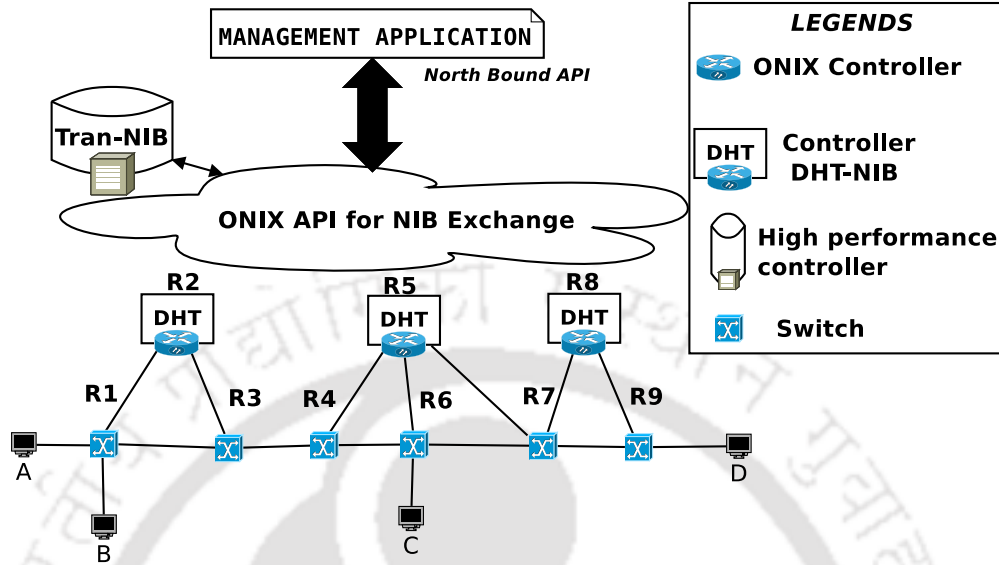 MANAGEMENT APPLICATION
North Bound API
Tran-NIB
ONIX API for NIB Exchange
R2
R5
R8
DHT
DHT
DHT
R1
R3
R4
R6
R7
R9
A
B
C
D
LEGENDS
ONIX Controller
DHT
Controller
DHT-NIB
High performance
controller
Switch